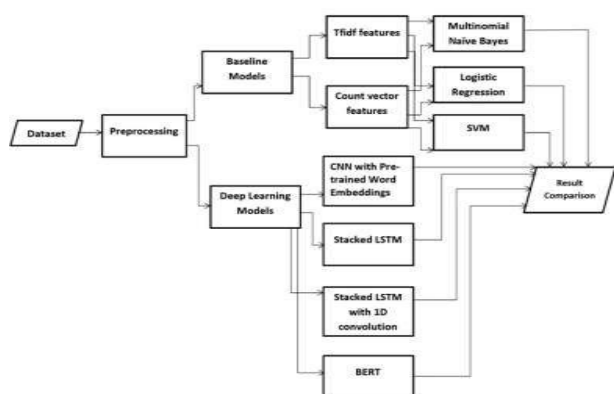 Dataset
Preprocessing
Baseline
Models
Tfidf features
Count vector
features
Multinomial
Naïve Bayes
Logistic
Regression
SVM
Deep Learning
Models
CNN with Pre-
trained Word
Embeddings
Stacked LSTM
Stacked LSTM
with 1D
convolution
BERT
Result
Comparison